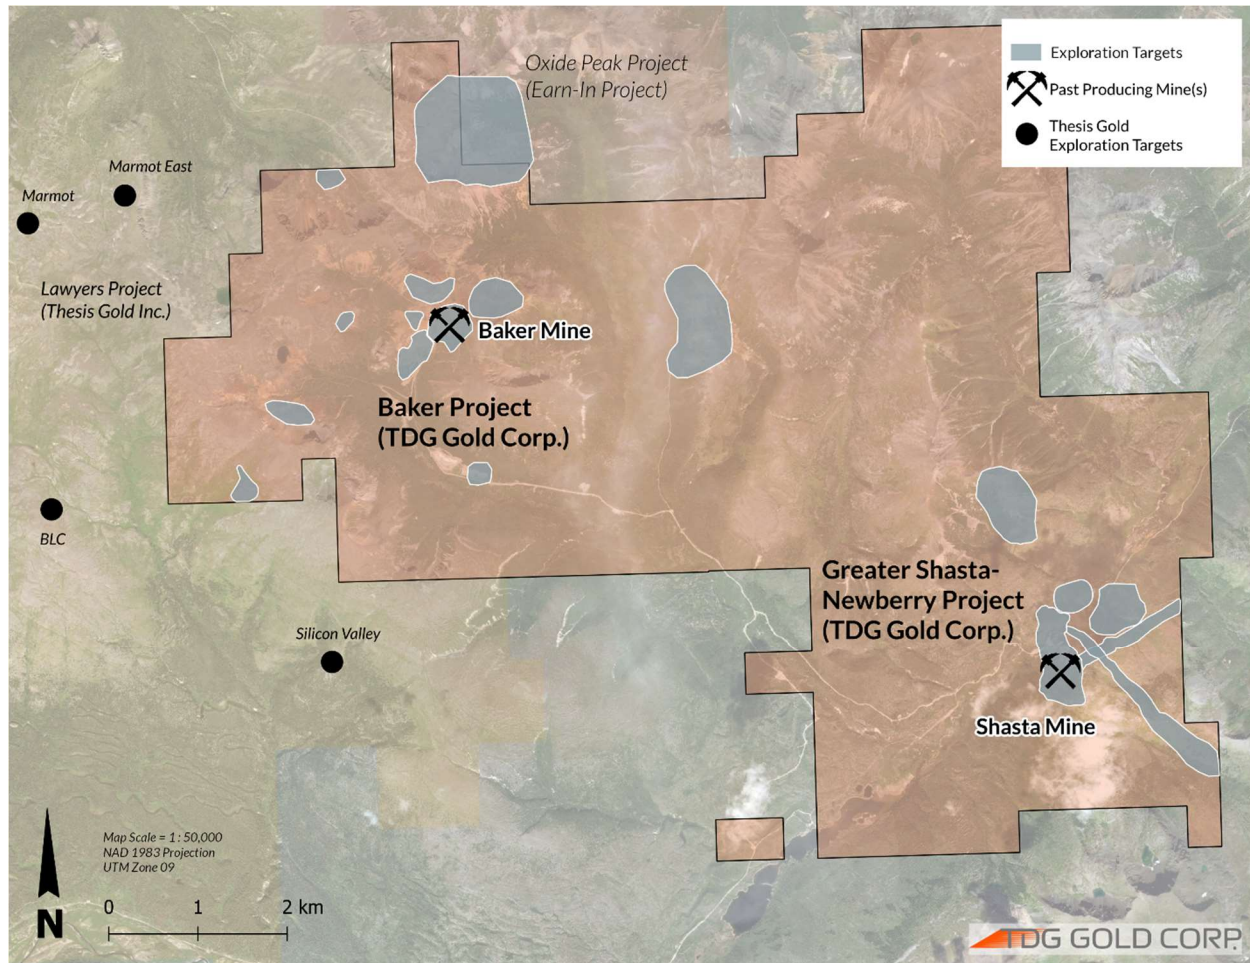 Oxide Peak Project
(Earn-In Project)
Exploration Targets
Past Producing Mine(s)
Thesis Gold
Exploration Targets
Marmot East
Marmot
Lawyers Project
(Thesis Gold Inc.)
Baker Mine
Baker Project
(TDG Gold Corp.)
BLC
Greater Shasta-
Newberry Project
(TDG Gold Corp.)
Silicon Valley
Shasta Mine
Map Scale = 1 : 50,000
NAD 1983 Projection
UTM Zone 09
0 1 2 km
N
TDG GOLD CORP.